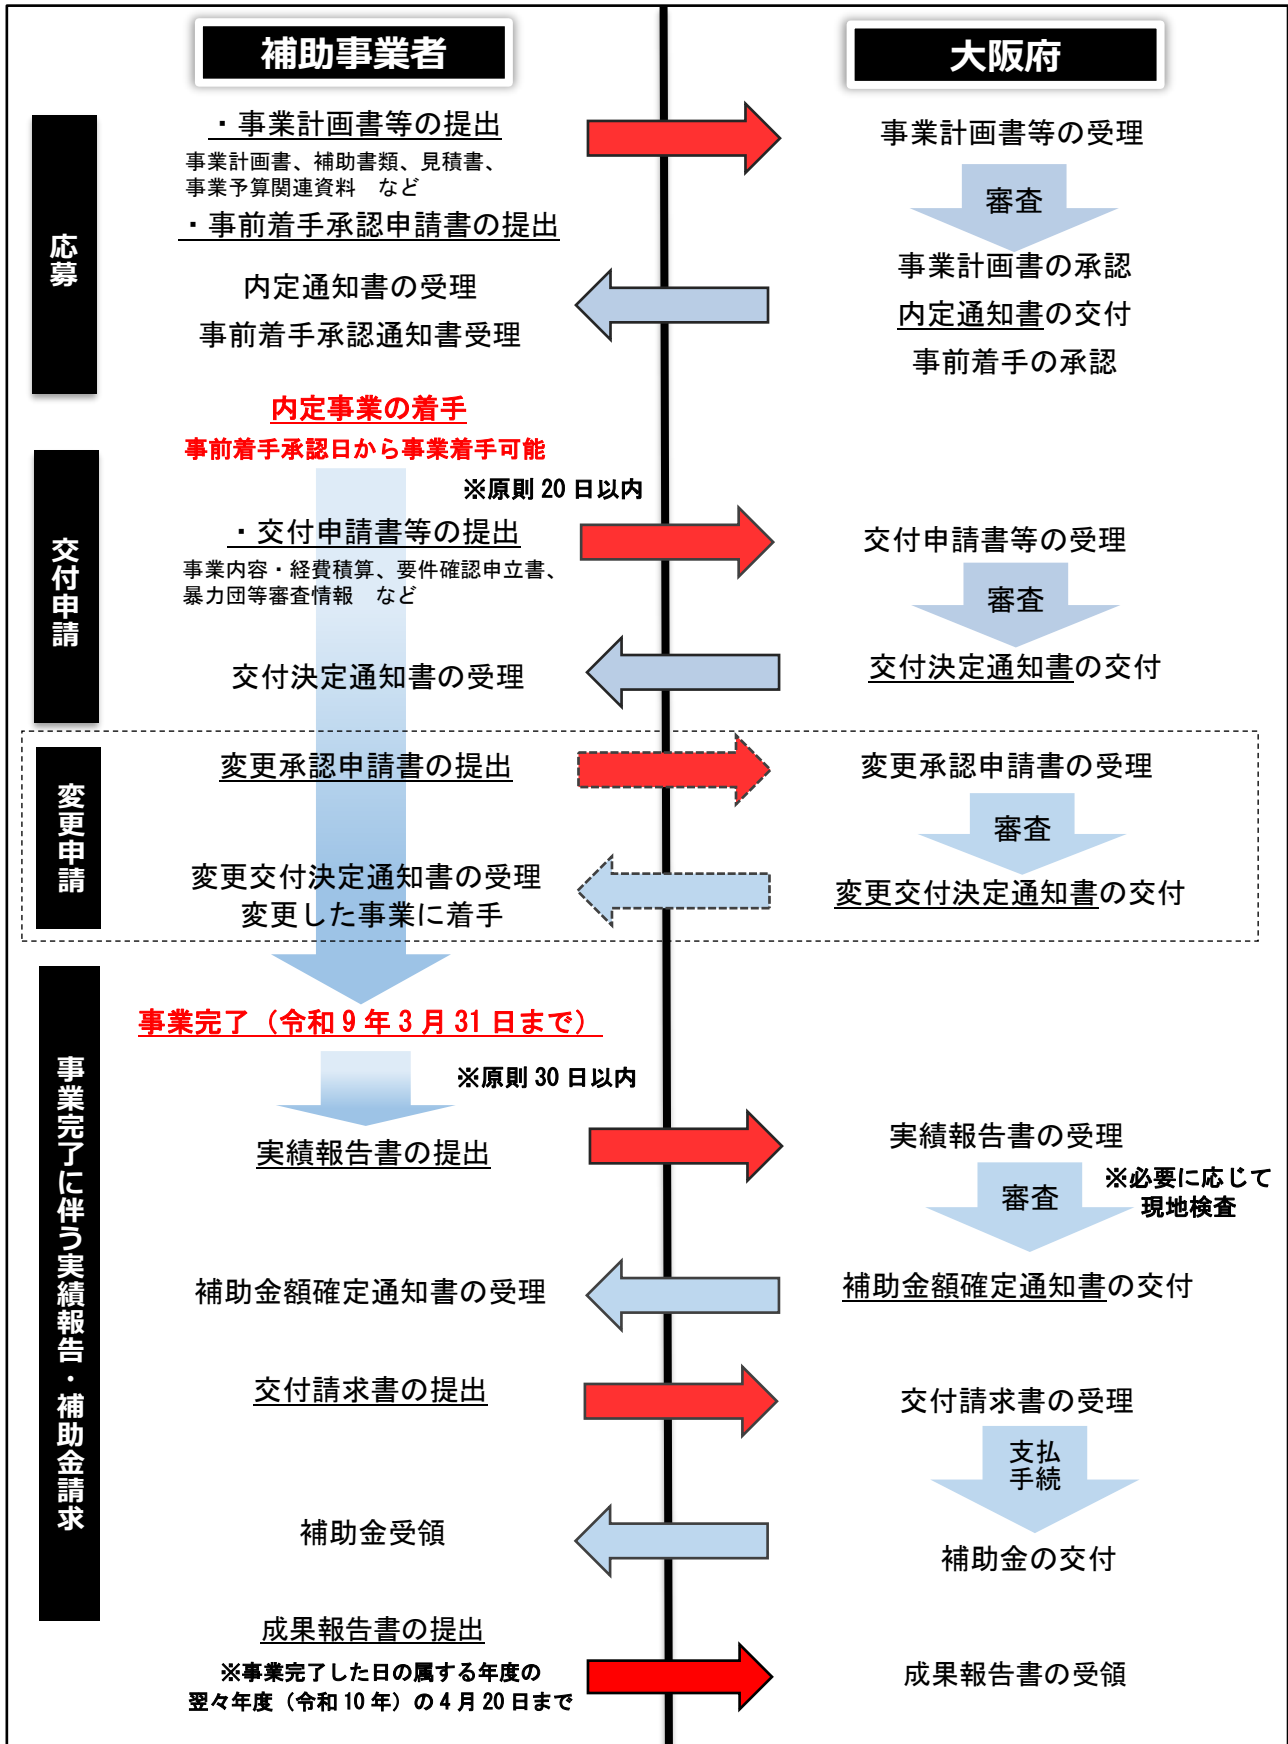 補助事業者
大阪府
応募
・事業計画書等の提出
事業計画書、補助書類、見積書、
事業予算関連資料　など
・事前着手承認申請書の提出
事業計画書等の受理
審査
事業計画書の承認
内定通知書の交付
事前着手の承認
内定通知書の受理
事前着手承認通知書受理
内定事業の着手
事前着手承認日から事業着手可能
交付申請
※原則 20 日以内
・交付申請書等の提出
事業内容・経費積算、要件確認申立書、
暴力団等審査情報　など
交付申請書等の受理
審査
交付決定通知書の交付
交付決定通知書の受理
変更申請
変更承認申請書の提出
変更承認申請書の受理
審査
変更交付決定通知書の交付
変更交付決定通知書の受理
変更した事業に着手
事業完了に伴う実績報告・補助金請求
事業完了（令和 9 年 3 月 31 日まで）
※原則 30 日以内
実績報告書の提出
実績報告書の受理
審査
※必要に応じて
現地検査
補助金額確定通知書の交付
補助金額確定通知書の受理
交付請求書の提出
交付請求書の受理
支払
手続
補助金の交付
補助金受領
成果報告書の提出
※事業完了した日の属する年度の
翌々年度（令和 10 年）の 4 月 20 日まで
成果報告書の受領